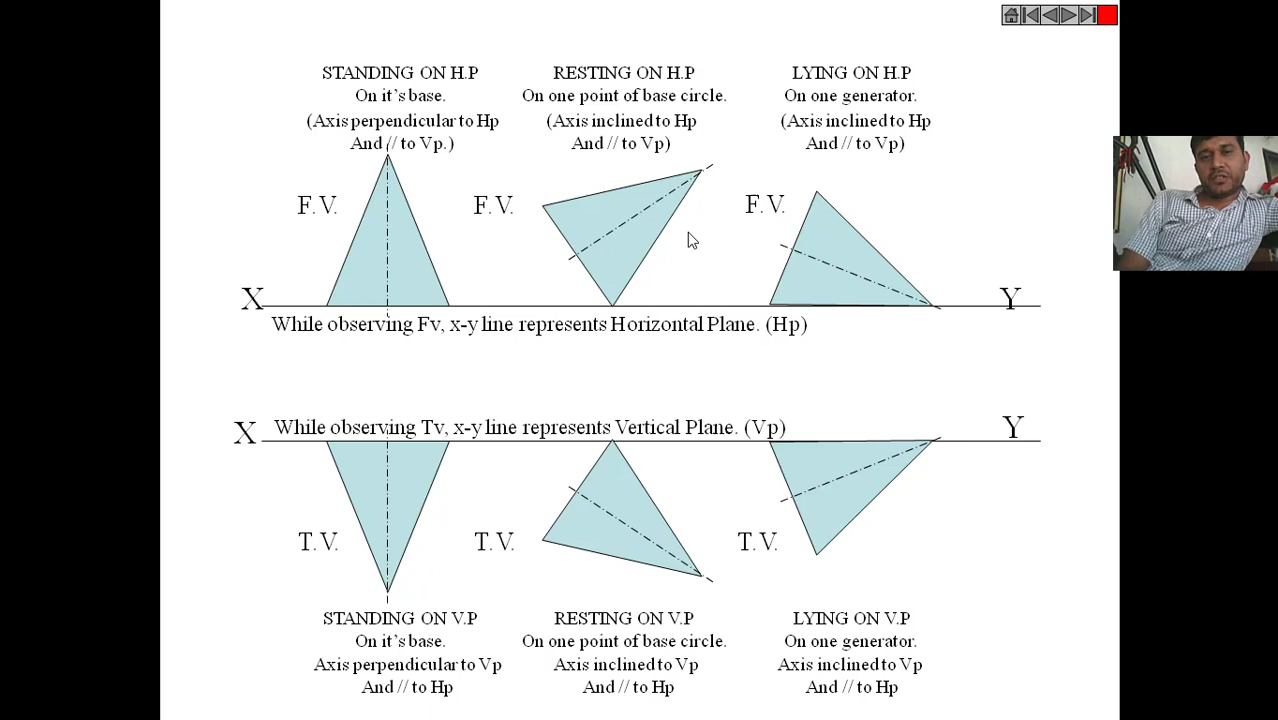 STANDING ON H.P
On it's base.
(Axis perpendicular to Hp
And // to Vp.)
RESTING ON H.P
On one point of base circle.
(Axis inclined to Hp
And // to Vp)
LYING ON H.P
On one generator.
(Axis inclined to Hp
And // to Vp)
F.V.
F.V.
F.V.
X
Y
While observing Fv, x-y line represents Horizontal Plane. (Hp)
X
While observing Tv, x-y line represents Vertical Plane. (Vp)
Y
T.V.
T.V.
T.V.
STANDING ON V.P
On it's base.
Axis perpendicular to Vp
And // to Hp
RESTING ON V.P
On one point of base circle.
Axis inclined to Vp
And // to Hp
LYING ON V.P
On one generator.
Axis inclined to Vp
And // to Hp